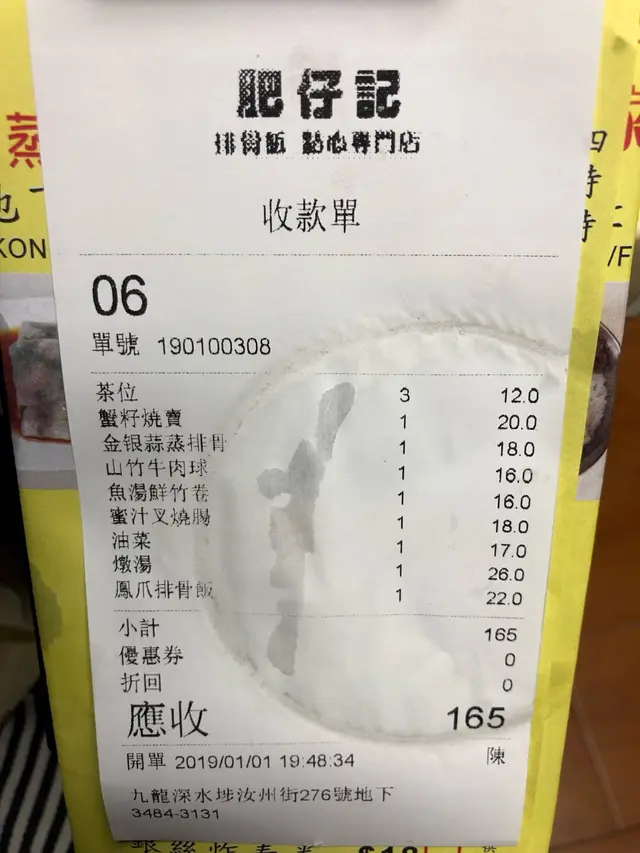 肥仔記
排骨飯 點心專門店
收款單
06
單號 190100308
茶位 3 12.0
蟹籽燒賣 1 20.0
金银蒜蒸排骨 1 18.0
山竹牛肉球 1 16.0
魚湯鮮竹卷 1 16.0
蜜汁叉燒腸 1 18.0
油菜 1 17.0
燉湯 1 26.0
鳳爪排骨飯 1 22.0
小計 165
優惠券 0
折回 0
應收 165
開單 2019/01/01 19:48:34 陳
九龍深水埗汝州街276號地下
3484-3131
蒸
KON
四
時
時
/F